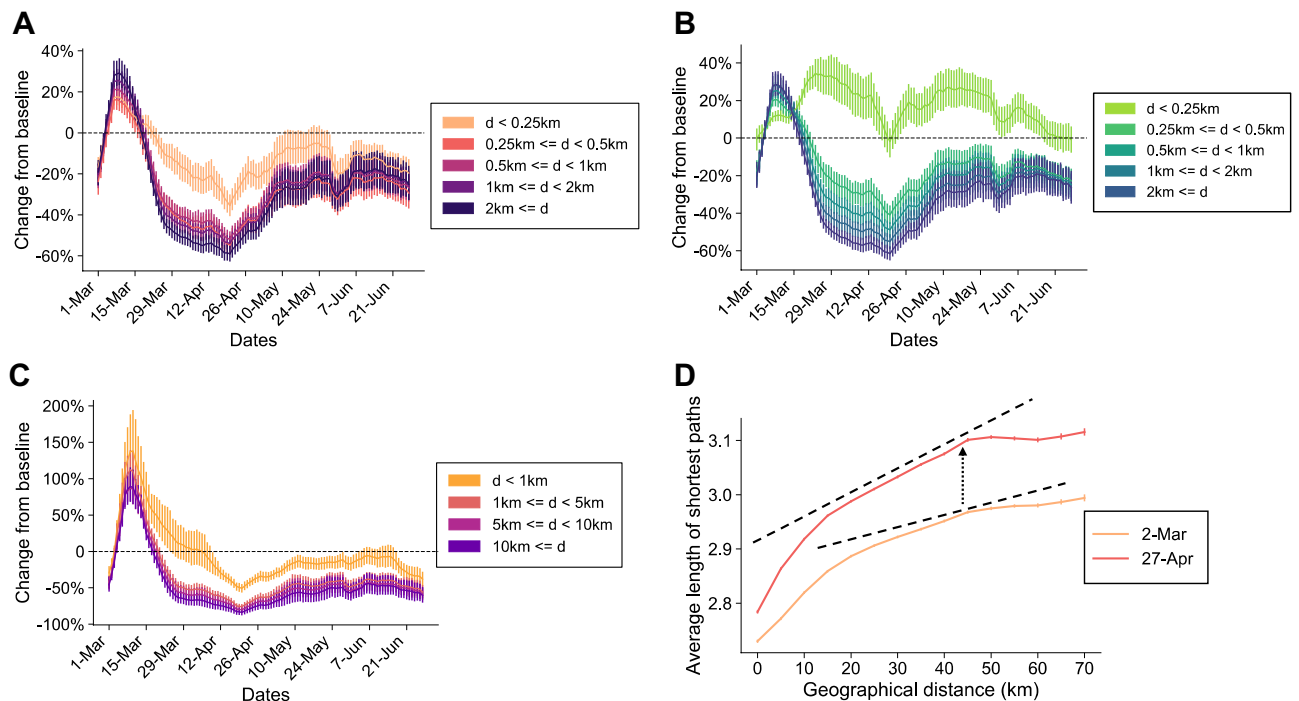 A
Change from baseline
40%
20%
0
-20%
-40%
-60%
1-Mar
15-Mar
29-Mar
12-Apr
26-Apr
10-May
24-May
7-Jun
21-Jun
Dates
d < 0.25km
0.25km <= d < 0.5km
0.5km <= d < 1km
1km <= d < 2km
2km <= d
B
Change from baseline
40%
20%
0
-20%
-40%
-60%
1-Mar
15-Mar
29-Mar
12-Apr
26-Apr
10-May
24-May
7-Jun
21-Jun
Dates
d < 0.25km
0.25km <= d < 0.5km
0.5km <= d < 1km
1km <= d < 2km
2km <= d
C
Change from baseline
200%
150%
100%
50%
0
-50%
-100%
1-Mar
15-Mar
29-Mar
12-Apr
26-Apr
10-May
24-May
7-Jun
21-Jun
Dates
d < 1km
1km <= d < 5km
5km <= d < 10km
10km <= d
D
Average length of shortest paths
3.1
3.0
2.9
2.8
0 10 20 30 40 50 60 70
Geographical distance (km)
2-Mar
27-Apr